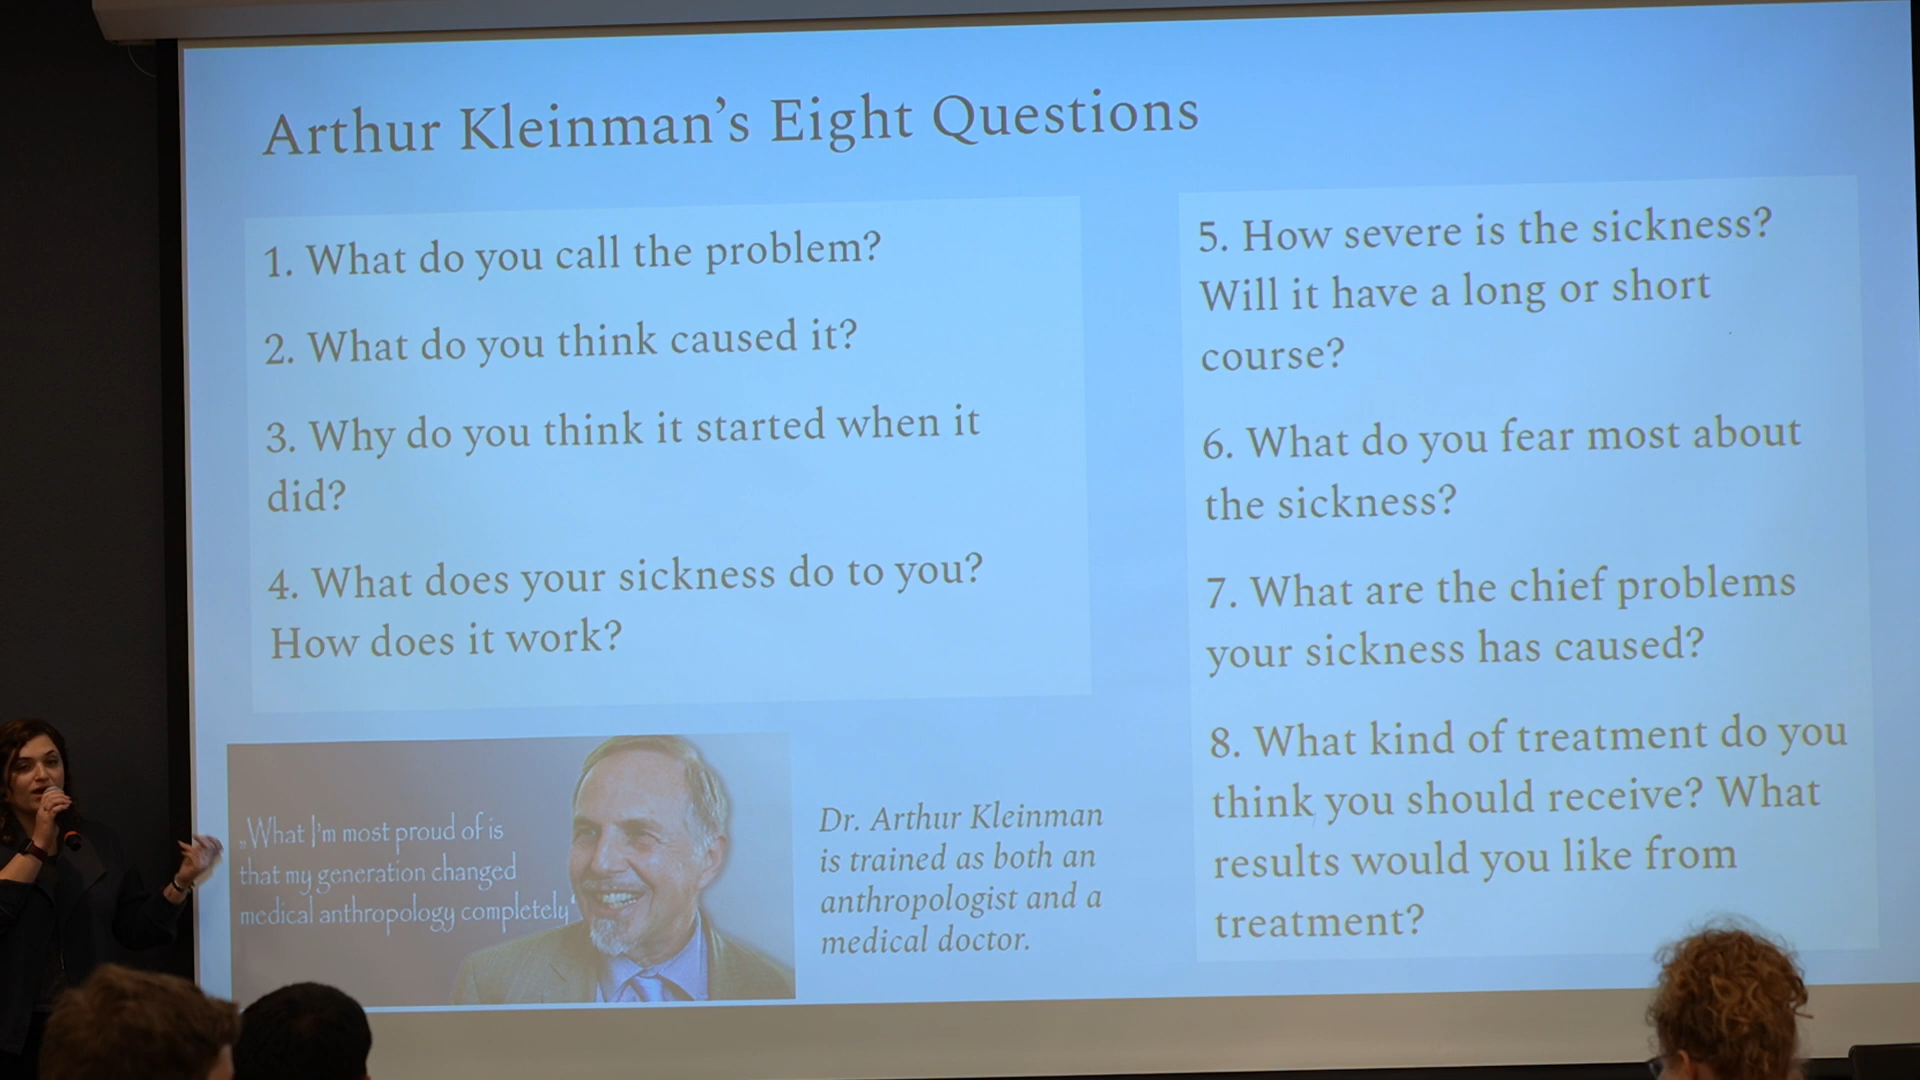 Arthur Kleinman’s Eight Questions
1. What do you call the problem?
2. What do you think caused it?
3. Why do you think it started when it
did?
4. What does your sickness do to you?
How does it work?
5. How severe is the sickness?
Will it have a long or short
course?
6. What do you fear most about
the sickness?
7. What are the chief problems
your sickness has caused?
8. What kind of treatment do you
think you should receive? What
results would you like from
treatment?
„What I'm most proud of is
that my generation changed
medical anthropology completely“
Dr. Arthur Kleinman
is trained as both an
anthropologist and a
medical doctor.